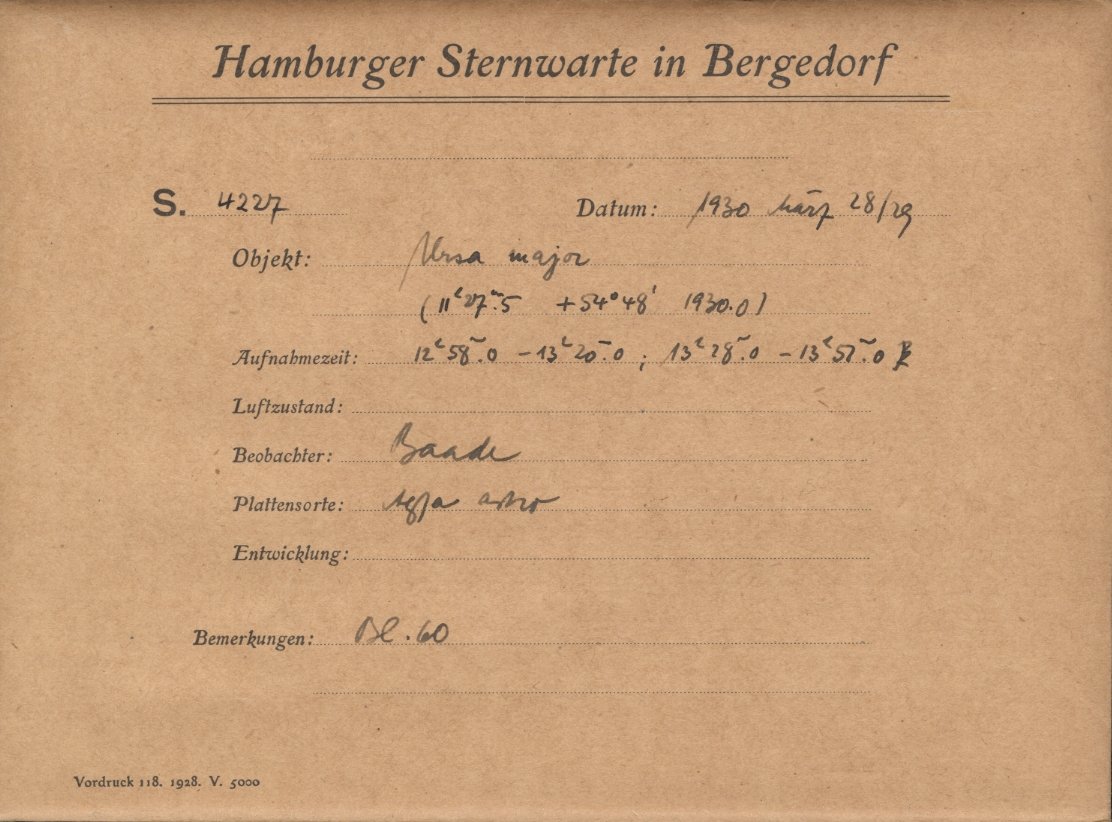 Hamburger Sternwarte in Bergedorf
S. 4227 Datum: 1930 März 28/29
Objekt: Ursa major
(11ʰ27ᵐ.5 +54°48' 1930.0)
Aufnahmezeit: 12ʰ58ᵐ.0 – 13ʰ20ᵐ.0 ; 13ʰ28ᵐ.0 – 13ʰ52ᵐ.0
Luftzustand:
Beobachter: Baade
Plattensorte: Agfa astro
Entwicklung:
Bemerkungen: Bl. 60
Vordruck 118. 1928. V. 5000